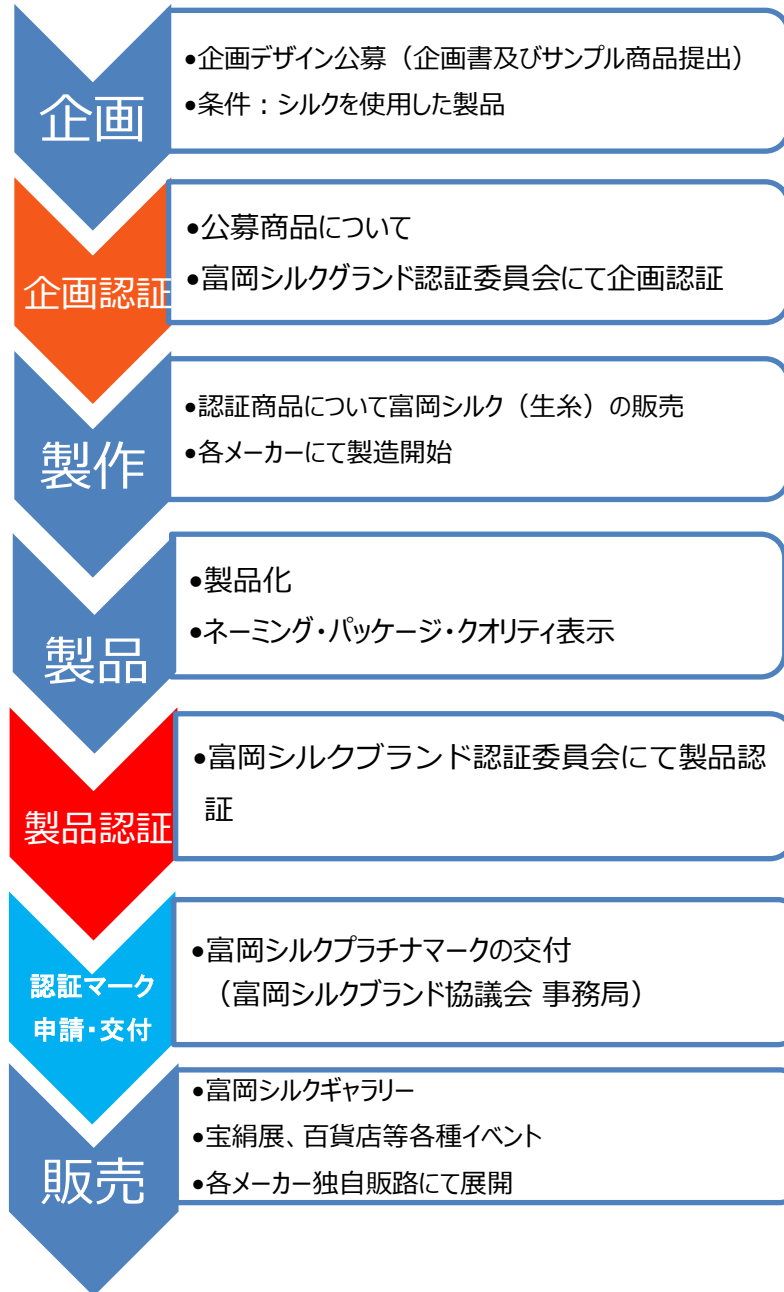 企画
•企画デザイン公募（企画書及びサンプル商品提出）
•条件：シルクを使用した製品
企画認証
•公募商品について
•富岡シルクグランド認証委員会にて企画認証
製作
•認証商品について富岡シルク（生糸）の販売
•各メーカーにて製造開始
製品
•製品化
•ネーミング・パッケージ・クオリティ表示
製品認証
•富岡シルクブランド認証委員会にて製品認
証
認証マーク
申請・交付
•富岡シルクプラチナマークの交付
（富岡シルクブランド協議会 事務局）
販売
•富岡シルクギャラリー
•宝絹展、百貨店等各種イベント
•各メーカー独自販路にて展開